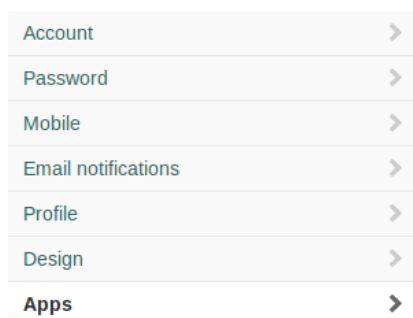 Account
Password
Mobile
Email notifications
Profile
Design
Apps